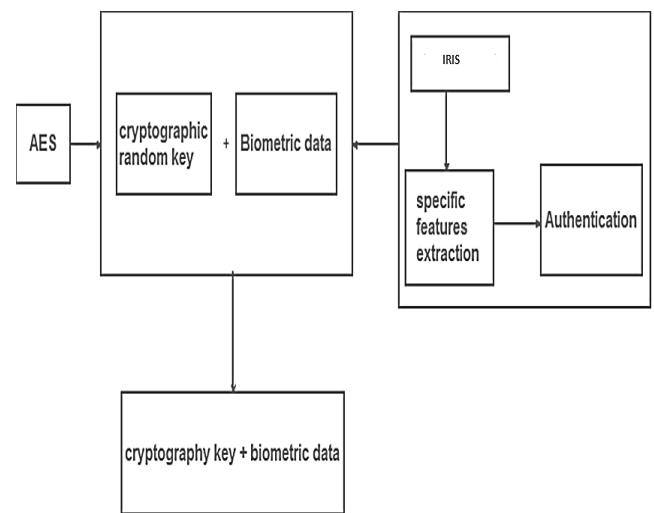 IRIS
AES
cryptographic
random key
+
Biometric data
specific
features
extraction
Authentication
cryptography key + biometric data